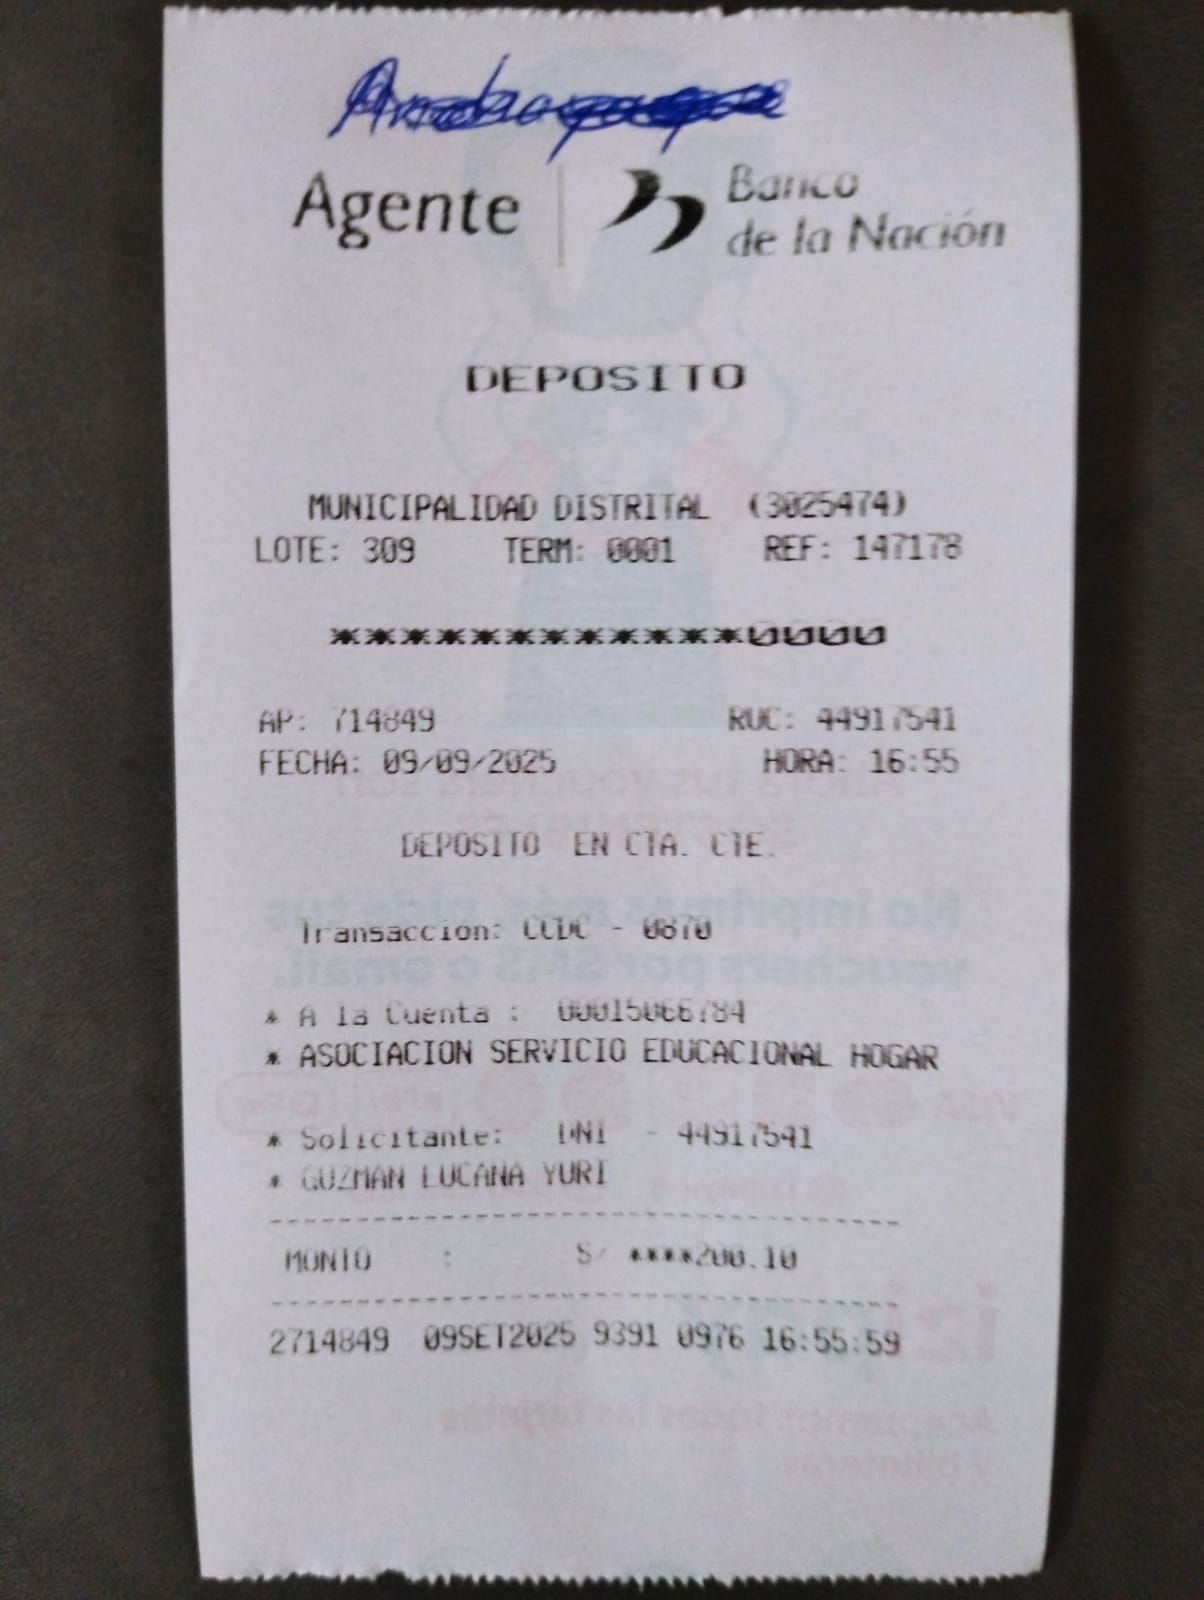 Agente | Banco
de la Nación
DEPOSITO
MUNICIPALIDAD DISTRITAL (3025474)
LOTE: 309 TERM: 0001 REF: 147178
************0000
AP: 714849 RUC: 44917541
FECHA: 09/09/2025 HORA: 16:55
DEPOSITO EN CTA. CTE.
Transaccion: CCDC - 0870
* A la Cuenta : 00015066784
* ASOCIACION SERVICIO EDUCACIONAL HOGAR
* Solicitante: DNI - 44917541
* GUZMAN LUCANA YURI
MONTO : S/ ****200.10
2714849 09SET2025 9391 0976 16:55:59